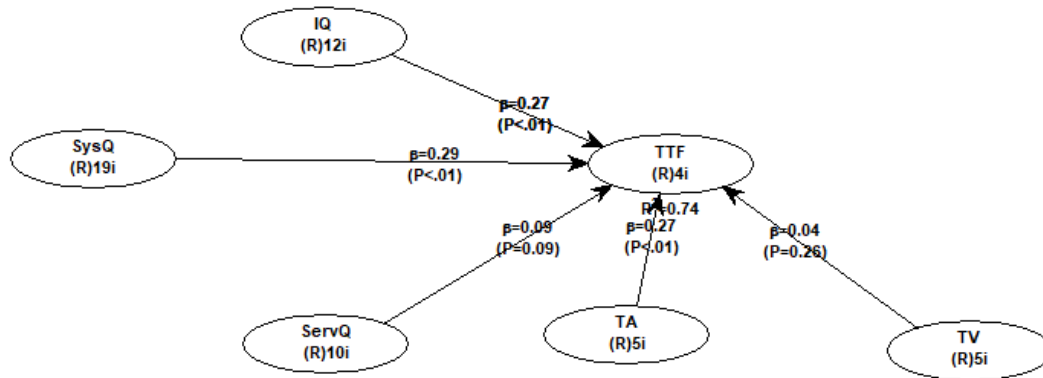 IQ
(R)12i
β=0.27
(P<.01)
SysQ
(R)19i
β=0.29
(P<.01)
TTF
(R)4i
R²=0.74
β=0.09
(P=0.09)
β=0.27
(P<.01)
β=0.04
(P=0.26)
ServQ
(R)10i
TA
(R)5i
TV
(R)5i